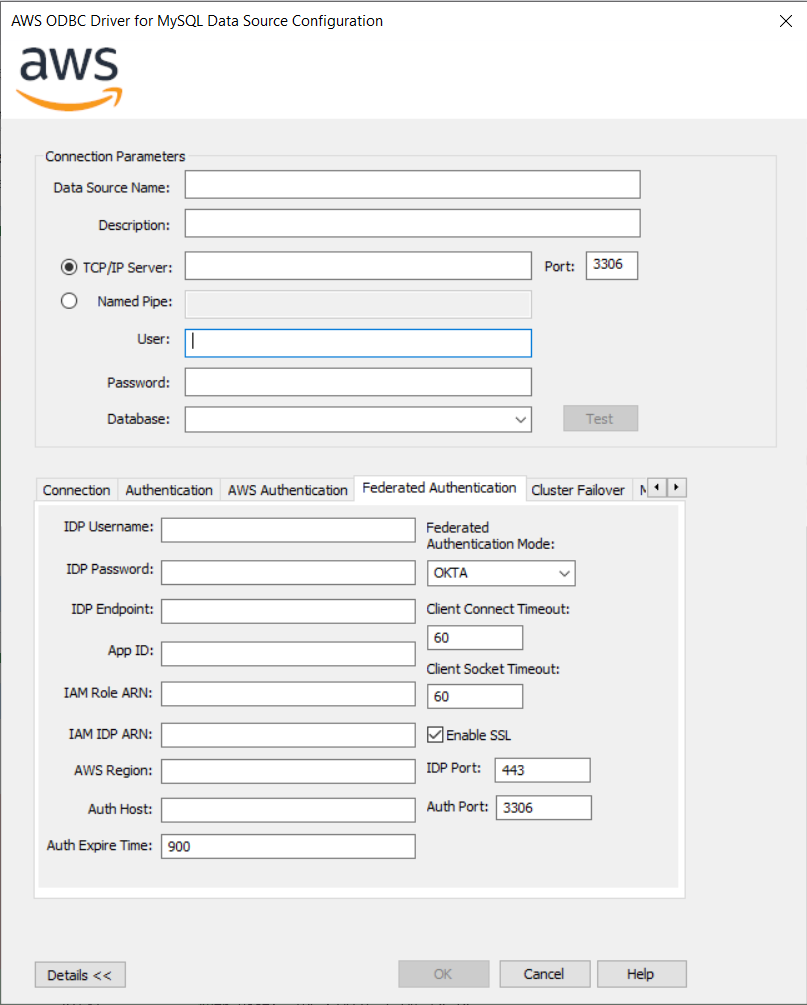 AWS ODBC Driver for MySQL Data Source Configuration
aws
Connection Parameters
Data Source Name:
Description:
TCP/IP Server:
Port: 3306
Named Pipe:
User:
Password:
Database:
Test
Connection Authentication AWS Authentication Federated Authentication Cluster Failover
IDP Username:
Federated
Authentication Mode:
IDP Password:
OKTA
IDP Endpoint:
Client Connect Timeout:
60
App ID:
Client Socket Timeout:
IAM Role ARN:
60
IAM IDP ARN:
Enable SSL
AWS Region:
IDP Port: 443
Auth Host:
Auth Port: 3306
Auth Expire Time: 900
Details << OK Cancel Help